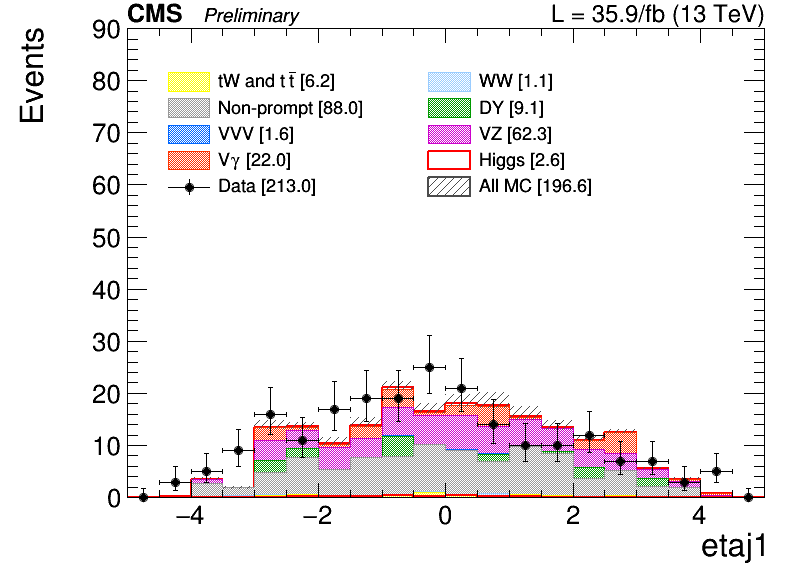 CMS Preliminary L = 35.9/fb (13 TeV)
Events
90
80
70
60
50
40
30
20
10
0
tW and t t̅ [6.2]
WW [1.1]
Non-prompt [88.0]
DY [9.1]
VVV [1.6]
VZ [62.3]
Vγ [22.0]
Higgs [2.6]
Data [213.0]
All MC [196.6]
−4 −2 0 2 4
etaj1